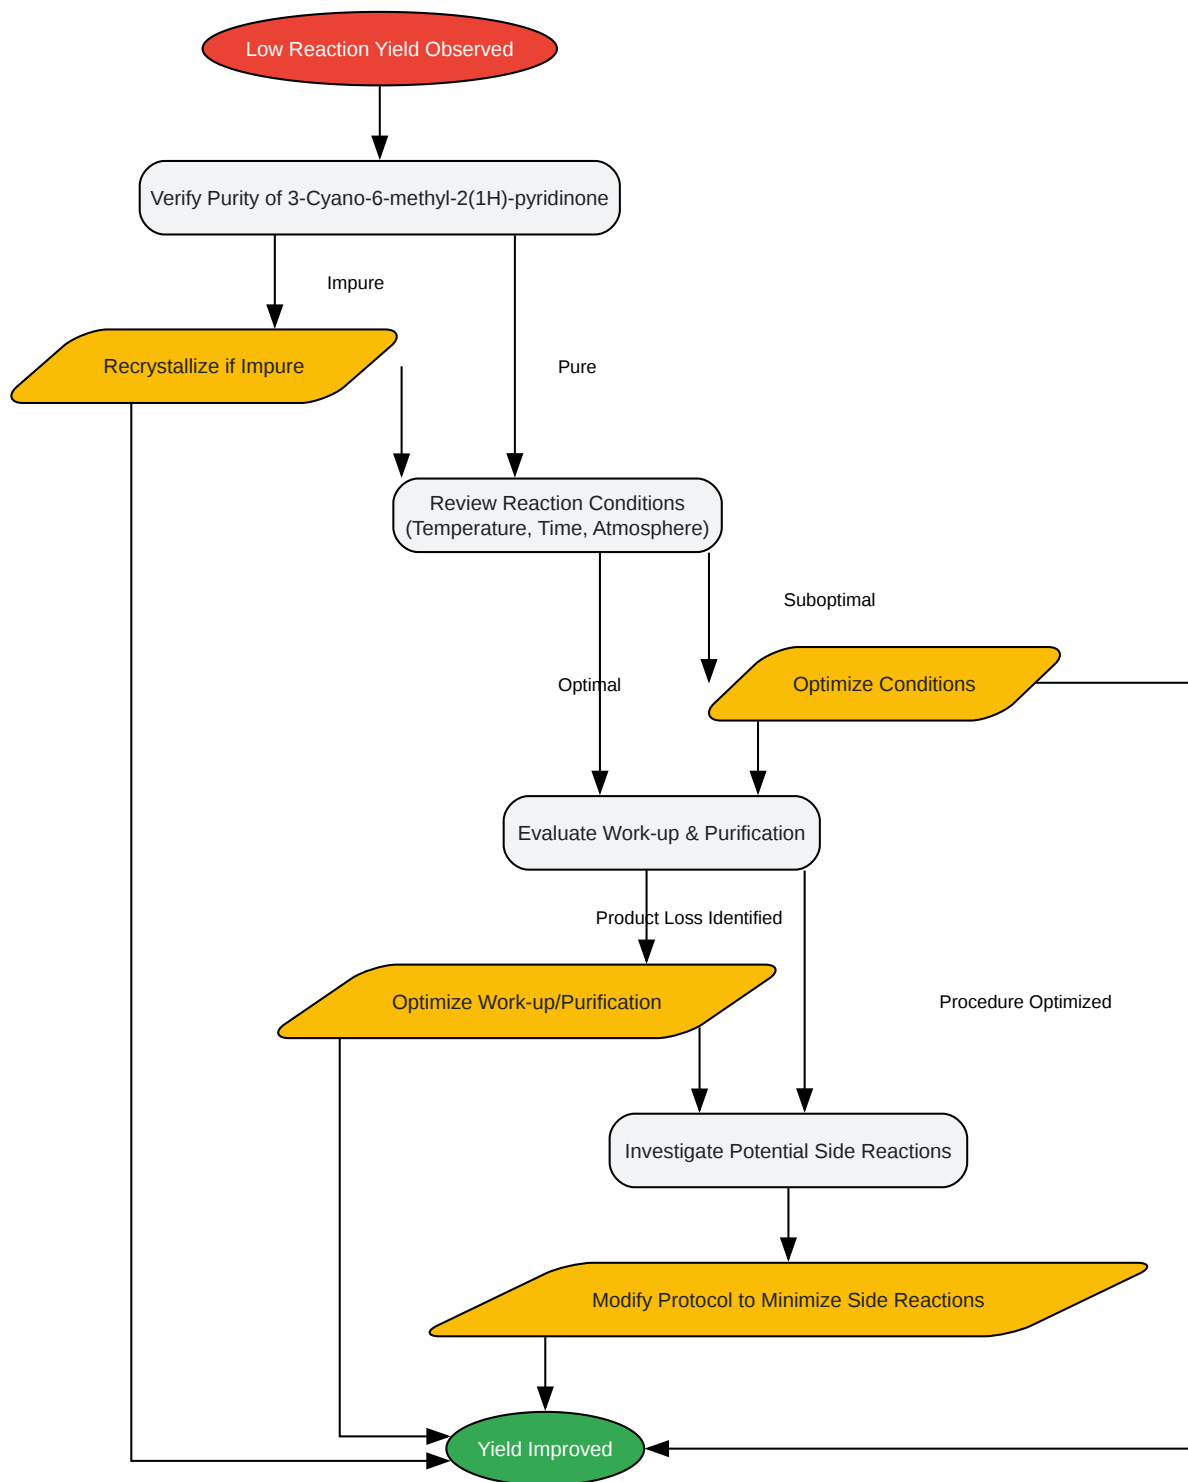 Low Reaction Yield Observed
Verify Purity of 3-Cyano-6-methyl-2(1H)-pyridinone
Impure
Recrystallize if Impure
Pure
Review Reaction Conditions
(Temperature, Time, Atmosphere)
Suboptimal
Optimal
Optimize Conditions
Evaluate Work-up & Purification
Product Loss Identified
Optimize Work-up/Purification
Procedure Optimized
Investigate Potential Side Reactions
Modify Protocol to Minimize Side Reactions
Yield Improved